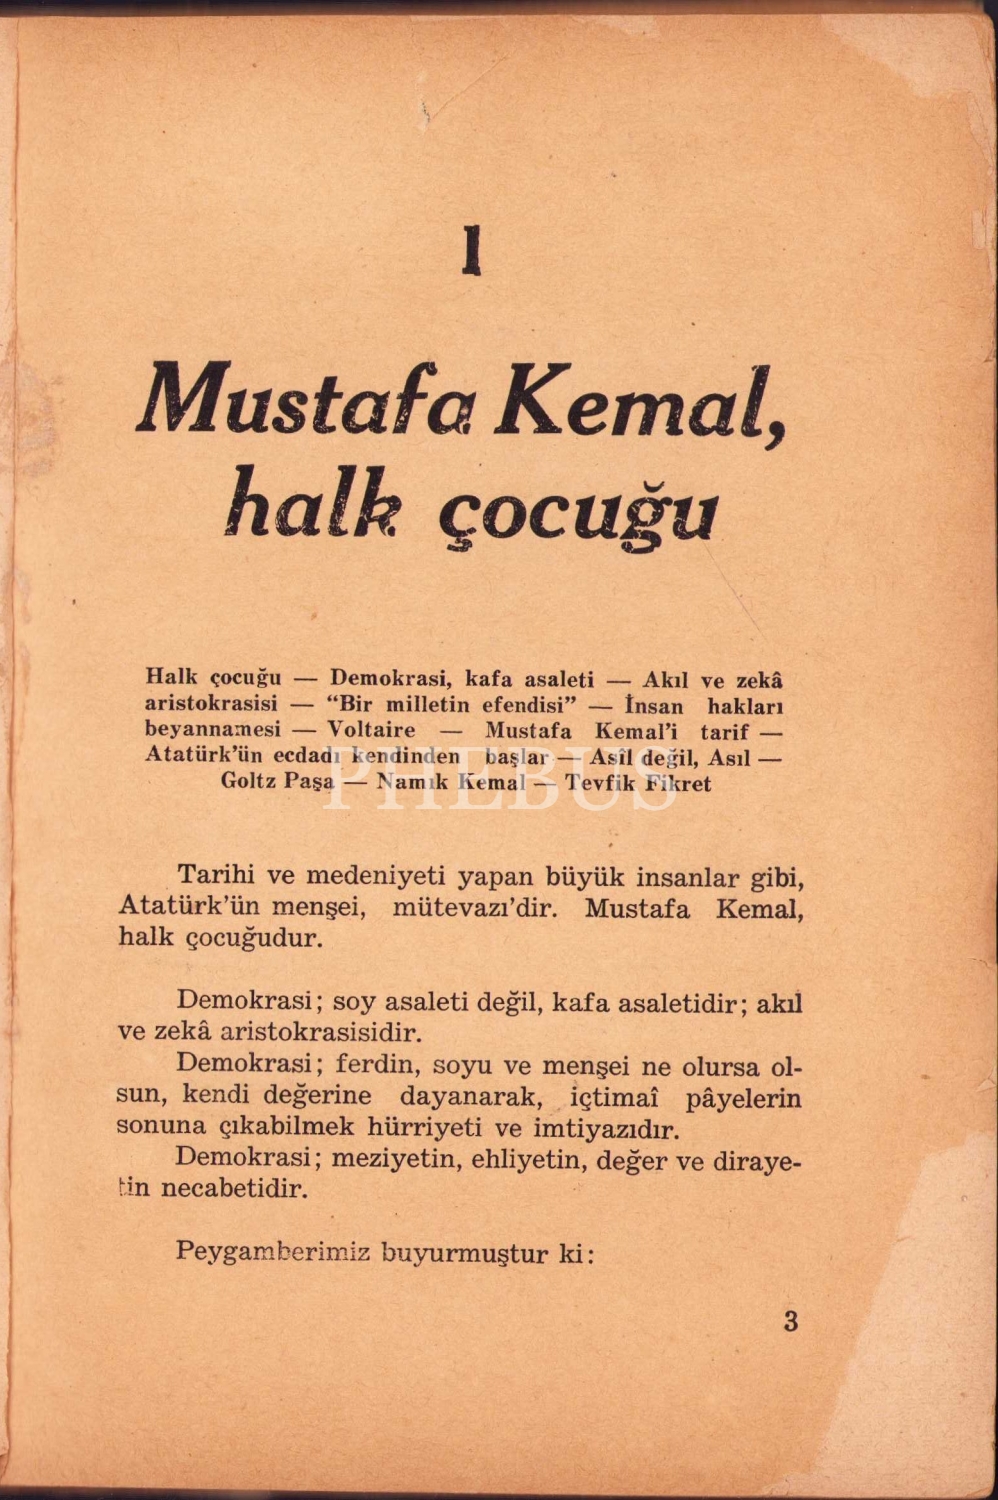 1
Mustafa Kemal,
halk çocuğu
Halk çocuğu — Demokrasi, kafa asaleti — Akıl ve zekâ
aristokrasisi — “Bir milletin efendisi” — İnsan hakları
beyannamesi — Voltaire — Mustafa Kemal’i tarif —
Atatürk’ün ecdadı kendinden başlar — Asîl değil, Asıl —
Goltz Paşa — Namık Kemal — Tevfik Fikret
PHEBUS
Tarihi ve medeniyeti yapan büyük insanlar gibi,
Atatürk’ün menşei, mütevazı’dir. Mustafa Kemal,
halk çocuğudur.
Demokrasi; soy asaleti değil, kafa asaletidir; akıl
ve zekâ aristokrasisidir.
Demokrasi; ferdin, soyu ve menşei ne olursa ol-
sun, kendi değerine dayanarak, içtimaî pâyelerin
sonuna çıkabilmek hürriyeti ve imtiyazıdır.
Demokrasi; meziyetin, ehliyetin, değer ve diraye-
tin necabetidir.
Peygamberimiz buyurmuştur ki:
3